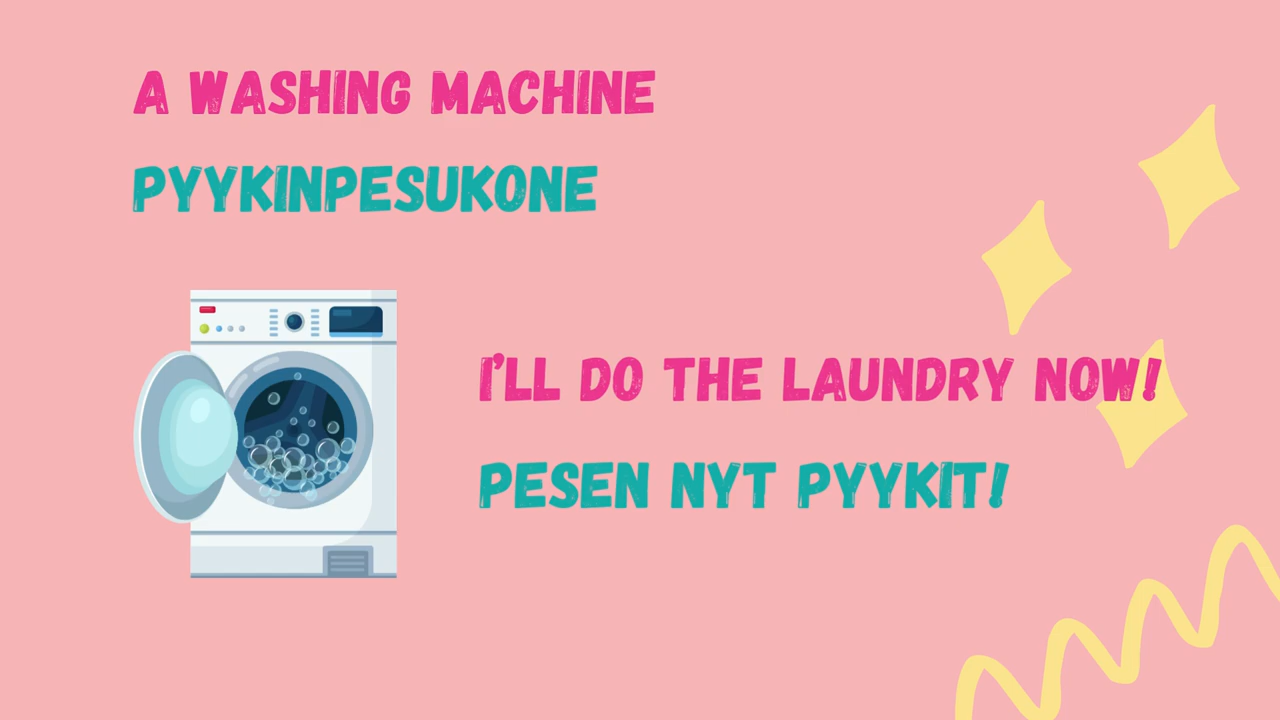 A WASHING MACHINE
PYYKINPESUKONE
I'LL DO THE LAUNDRY NOW!
PESEN NYT PYYKIT!